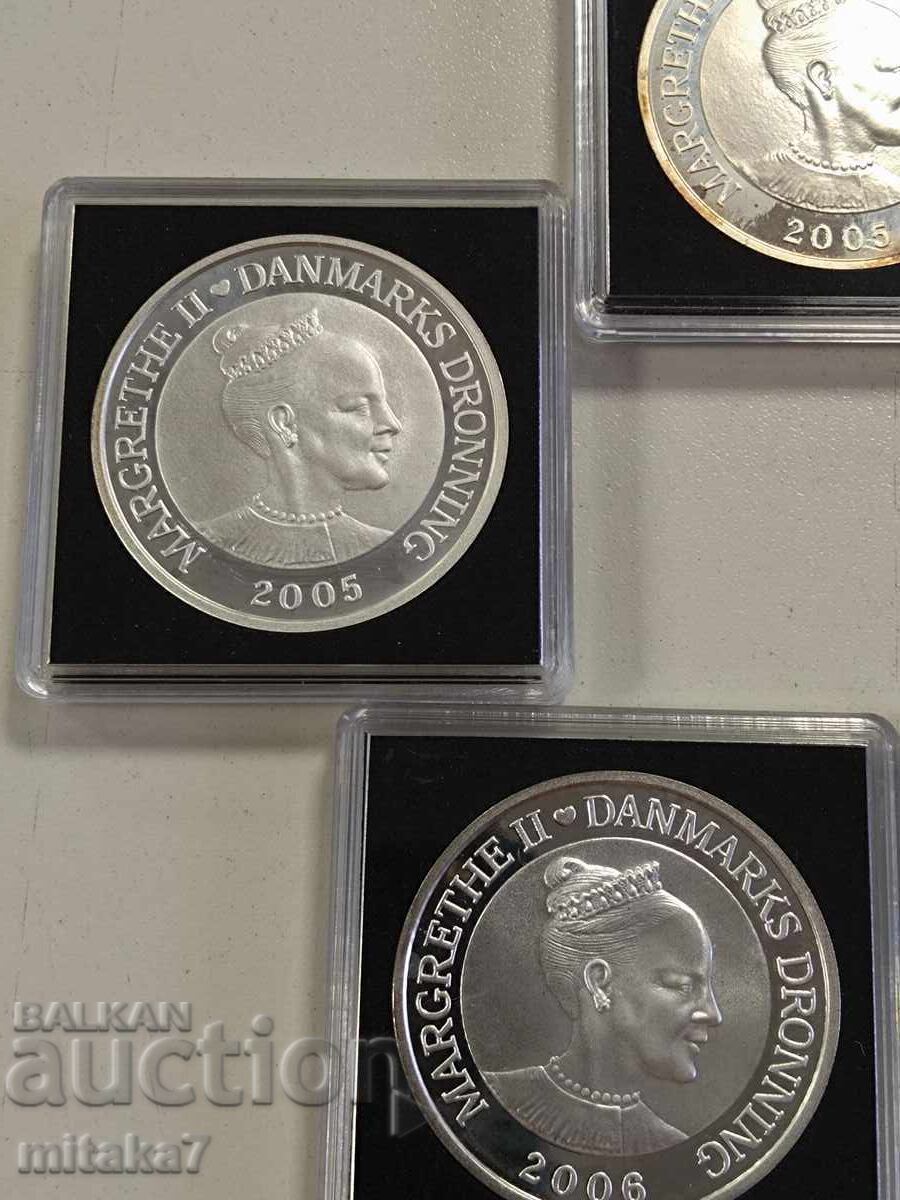 MARGRETHE
2005
MARGRETHE II ♥ DANMARKS DRONNING
2005
MARGRETHE II ♥ DANMARKS DRONNING
2006
BALKAN
auction
mitaka7